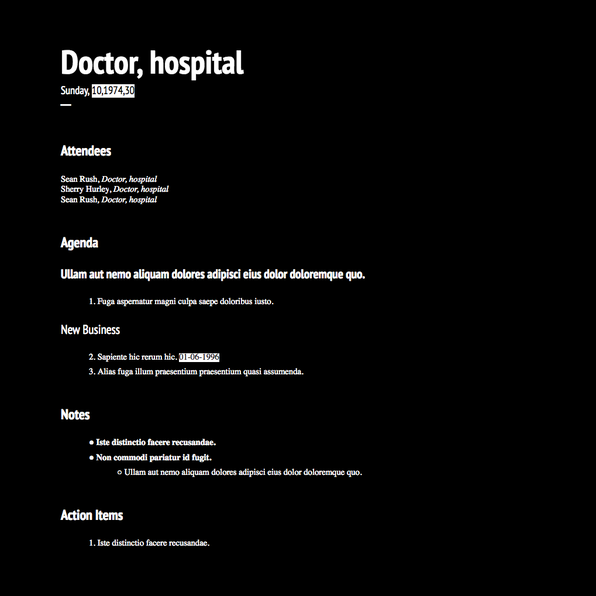 Doctor, hospital
Sunday, 10,1974,30
Attendees
Sean Rush, Doctor, hospital
Sherry Hurley, Doctor, hospital
Sean Rush, Doctor, hospital
Agenda
Ullam aut nemo aliquam dolores adipisci eius dolor doloremque quo.
1. Fuga aspernatur magni culpa saepe doloribus iusto.
New Business
2. Sapiente hic rerum hic. 01-06-1996
3. Alias fuga illum praesentium praesentium quasi assumenda.
Notes
● Iste distinctio facere recusandae.
● Non commodi pariatur id fugit.
○ Ullam aut nemo aliquam dolores adipisci eius dolor doloremque quo.
Action Items
1. Iste distinctio facere recusandae.